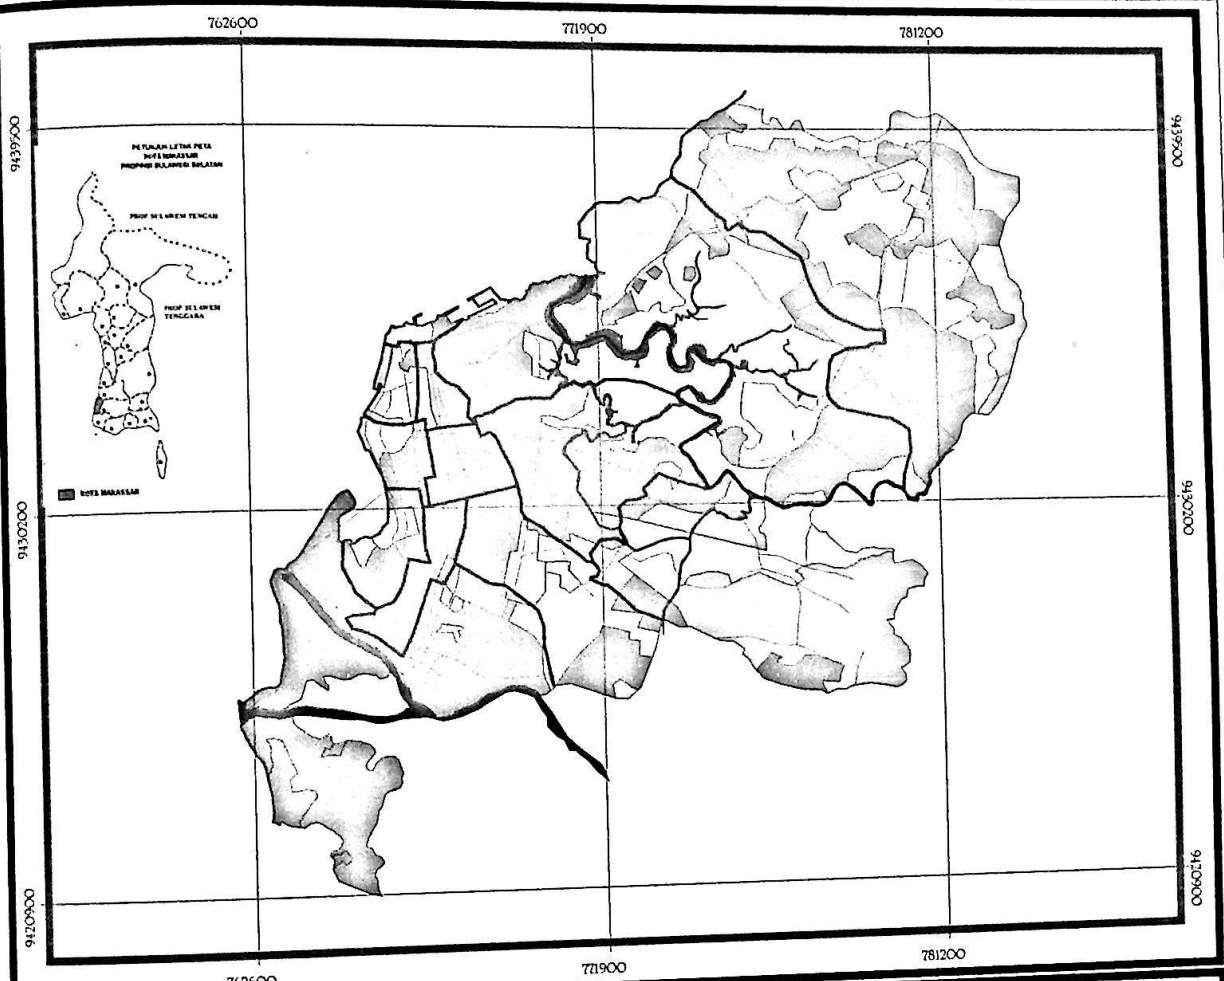 762600
771900
781200
9439500
9439500
PETUNJUK LETAK PETA
KOTA MAKASSAR
PROPINSI SULAWESI SELATAN
PROP SULAWESI TENGAH
PROP SULAWESI
TENGGARA
KOTA MAKASSAR
9430200
9430200
9420900
9420900
762600
771900
781200